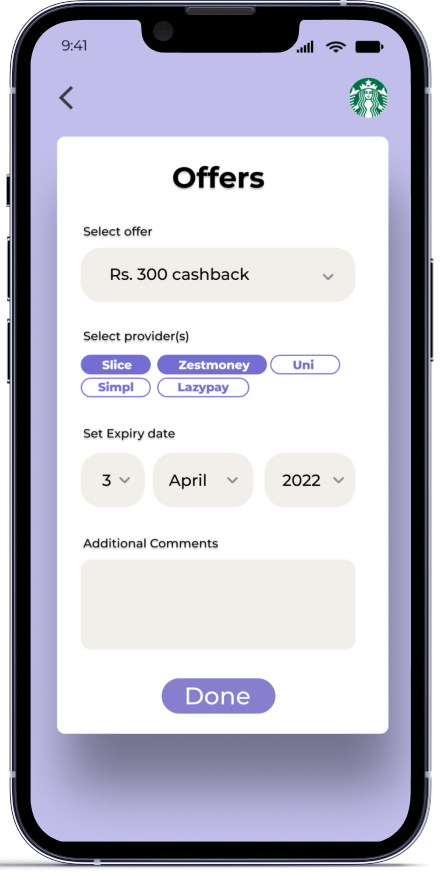 9:41
Offers
Select offer
Rs. 300 cashback
Select provider(s)
Slice Zestmoney Uni
Simpl Lazypay
Set Expiry date
3 April 2022
Additional Comments
Done